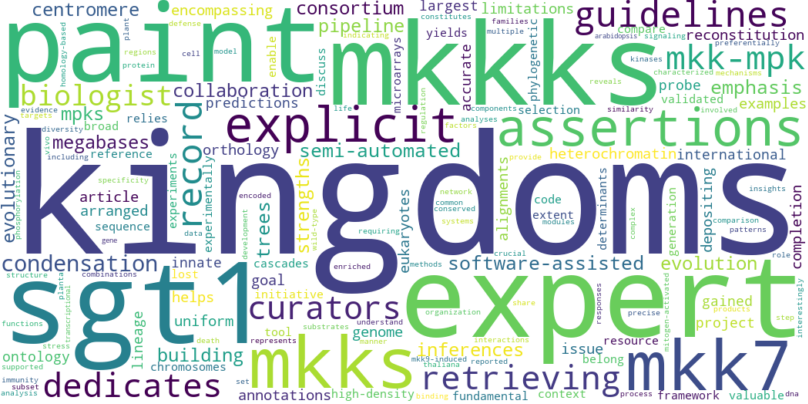 centromere encompassing consortium largest limitations guidelines
paint mkkks mkk-mpk reconstitution
defense cell model enable pipeline discuss yields microarrays accurate phylogenetic compare families multiple
plant regions protein homology-based indicating constitutes arabidopsis' signaling preferentially kinases characterized mechanisms
biologist collaboration predictions probe validated emphasis
mpks broad relies evidence targets life regulation components analyses selection similarity reveals involved examples
record explicit assertions
evolutionary megabases diversity vivo including reference orthology semi-automated factors heterochromatin international
kingdoms
phosphorylation article specificity arranged sequence experiments experimentally data encoded trees strengths wild-type development network common conserved modules eukaryotes alignments provide code extent determinants systems generation comparison patterns depositing insights completion
gene requiring complex crucial role
condensation innate cascades software-assisted evolution
structure planta lost helps goal initiative enriched methods share precise framework
sgt1 expert
functions transcriptional combinations uniform tool substrates manner organization responses gained products project step interestingly mitogen-activated
stress ontology lineage building curators represents genome understand inferences issue resource belong
supported chromosomes mkks thaliana interactions mkk9-induced reported retrieving mkk7
immunity subset analysis death dedicates set annotations high-density binding fundamental context process framework valuable dna